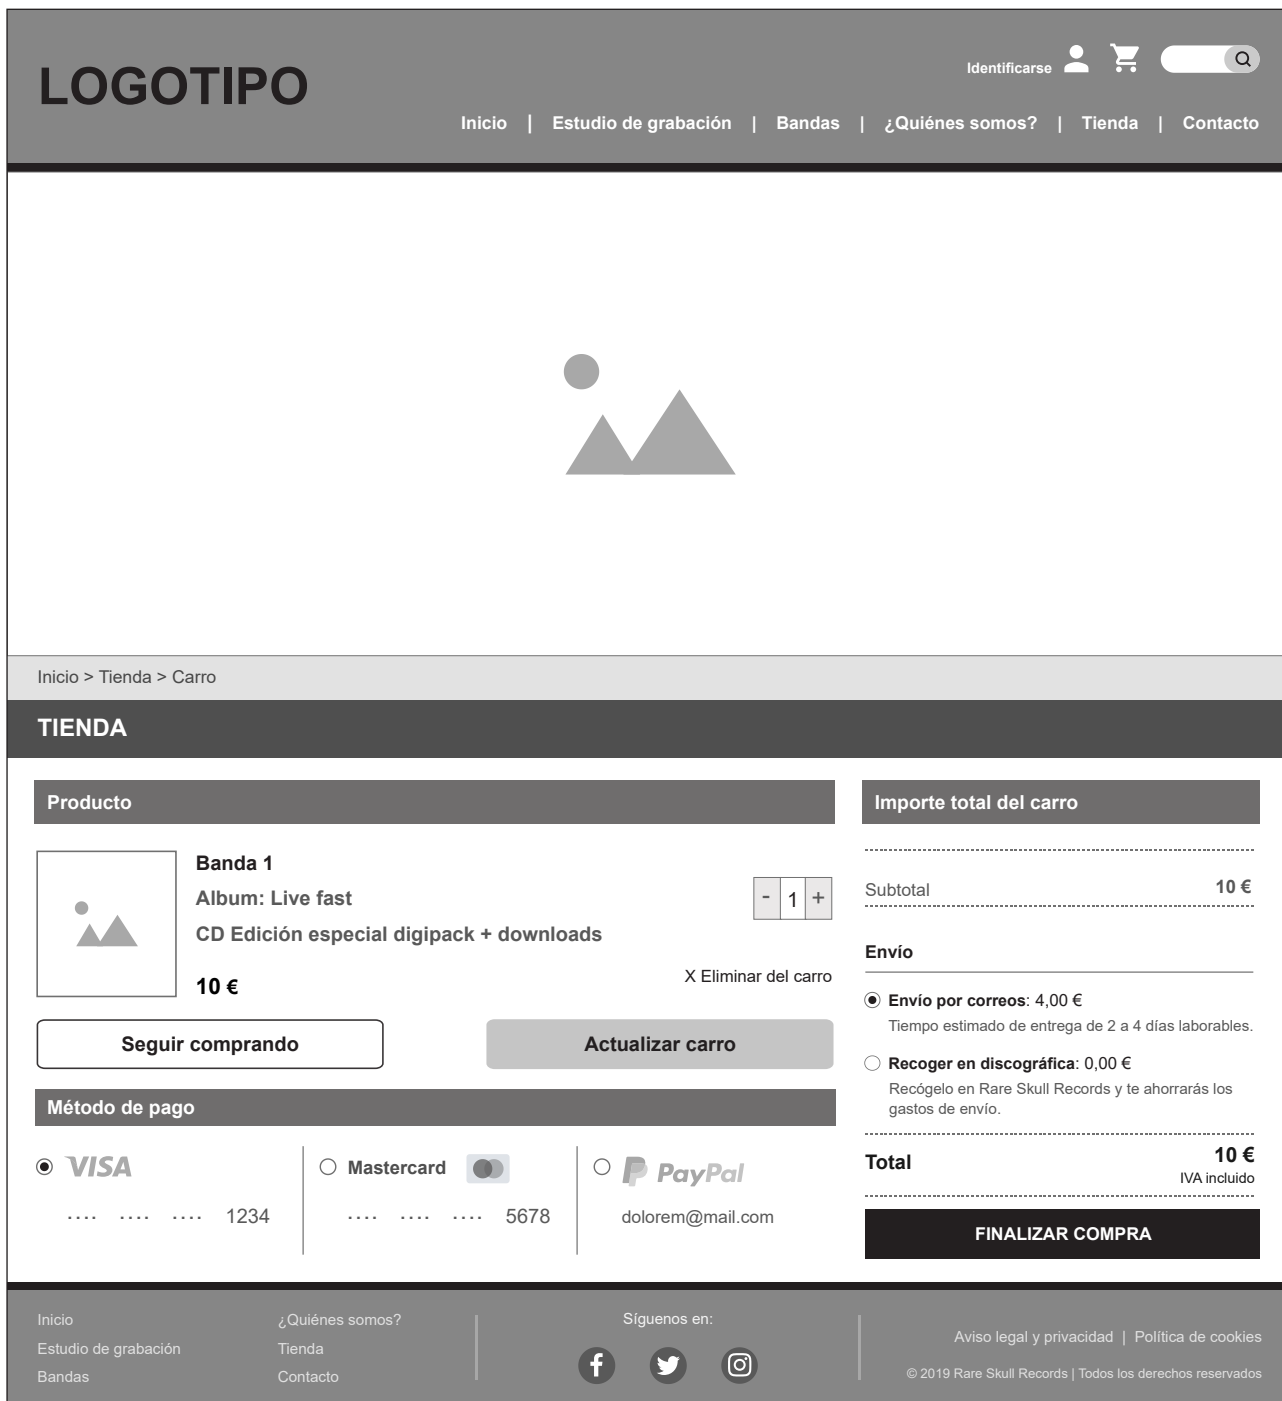 LOGOTIPO
Identificarse
Inicio | Estudio de grabación | Bandas | ¿Quiénes somos? | Tienda | Contacto
Inicio > Tienda > Carro
TIENDA
Producto
Banda 1
Album: Live fast
CD Edición especial digipack + downloads
10 €
- 1 +
X Eliminar del carro
Seguir comprando
Actualizar carro
Método de pago
VISA
.... .... .... 1234
Mastercard
.... .... .... 5678
PayPal
dolorem@mail.com
Importe total del carro
Subtotal 10 €
Envío
Envío por correos: 4,00 €
Tiempo estimado de entrega de 2 a 4 días laborables.
Recoger en discográfica: 0,00 €
Recógelo en Rare Skull Records y te ahorrarás los
gastos de envío.
Total 10 €
IVA incluido
FINALIZAR COMPRA
Inicio
Estudio de grabación
Bandas
¿Quiénes somos?
Tienda
Contacto
Síguenos en:
Aviso legal y privacidad | Política de cookies
© 2019 Rare Skull Records | Todos los derechos reservados